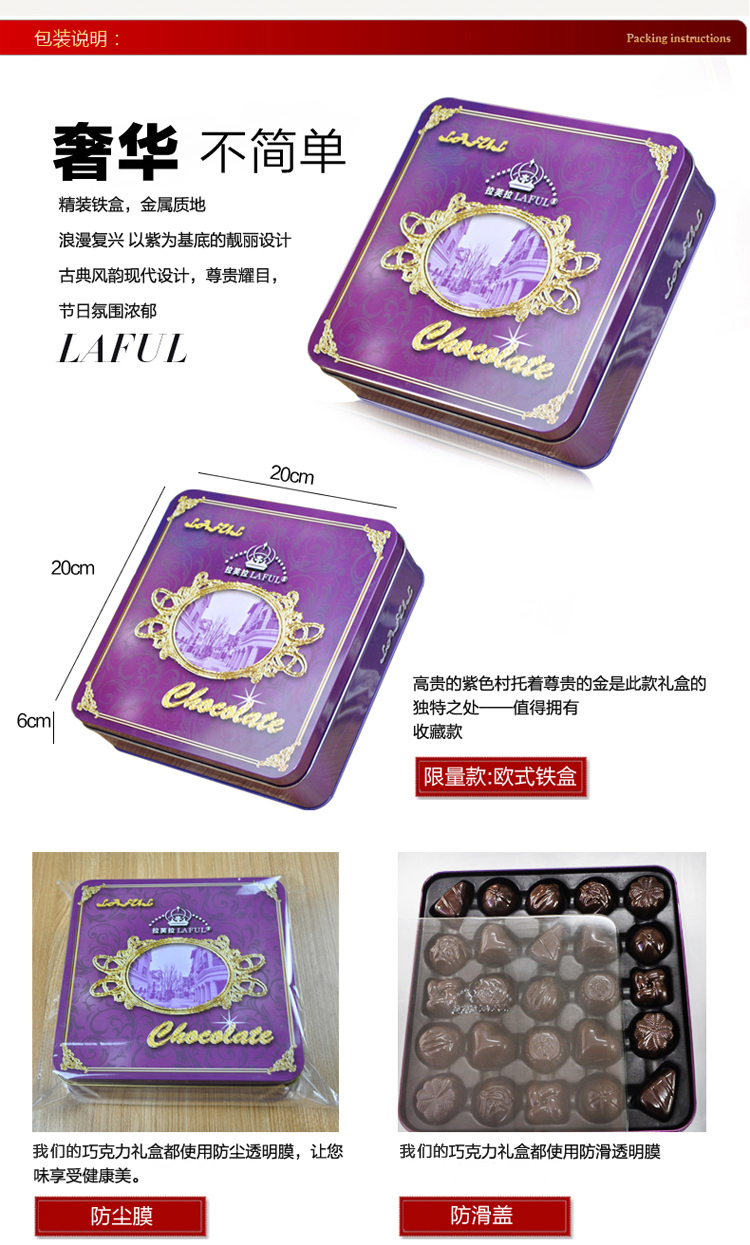 包装说明：
Packing instructions
奢华 不简单
精装铁盒，金属质地
浪漫复兴 以紫为基底的靓丽设计
古典风韵现代设计，尊贵耀目，
节日氛围浓郁
LAFUL
LAFUL
拉芙拉 LAFUL®
Chocolate
LAFUL
20cm
20cm
6cm
LAFUL
拉芙拉 LAFUL®
Chocolate
LAFUL
高贵的紫色村托着尊贵的金是此款礼盒的
独特之处——值得拥有
收藏款
限量款:欧式铁盒
LAFUL
拉芙拉 LAFUL®
Chocolate
我们的巧克力礼盒都使用防尘透明膜，让您
味享受健康美。
防尘膜
我们的巧克力礼盒都使用防滑透明膜
防滑盖